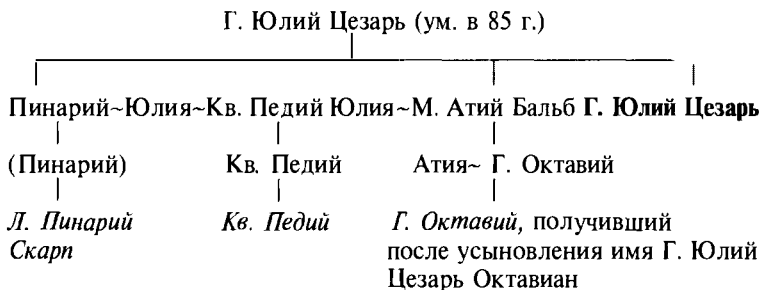 Г. Юлий Цезарь (ум. в 85 г.)
Пинарий~Юлия~Кв. Педий Юлия~М. Атий Бальб Г. Юлий Цезарь
(Пинарий) Кв. Педий Атия~ Г. Октавий
Л. Пинарий Кв. Педий Г. Октавий, получивший
Скарп после усыновления имя Г. Юлий
Цезарь Октавиан